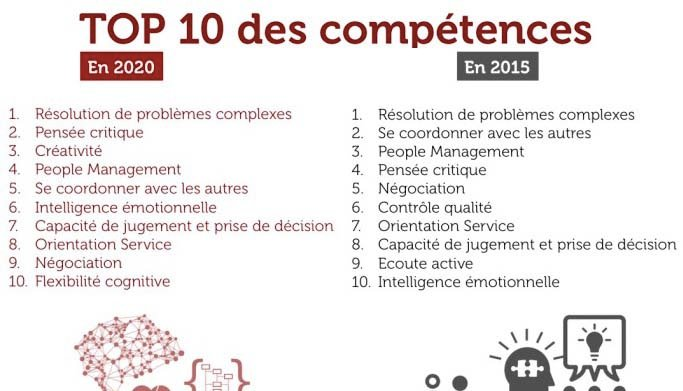 TOP 10 des compétences
En 2020
1. Résolution de problèmes complexes
2. Pensée critique
3. Créativité
4. People Management
5. Se coordonner avec les autres
6. Intelligence émotionnelle
7. Capacité de jugement et prise de décision
8. Orientation Service
9. Négociation
10. Flexibilité cognitive
En 2015
1. Résolution de problèmes complexes
2. Se coordonner avec les autres
3. People Management
4. Pensée critique
5. Négociation
6. Contrôle qualité
7. Orientation Service
8. Capacité de jugement et prise de décision
9. Ecoute active
10. Intelligence émotionnelle